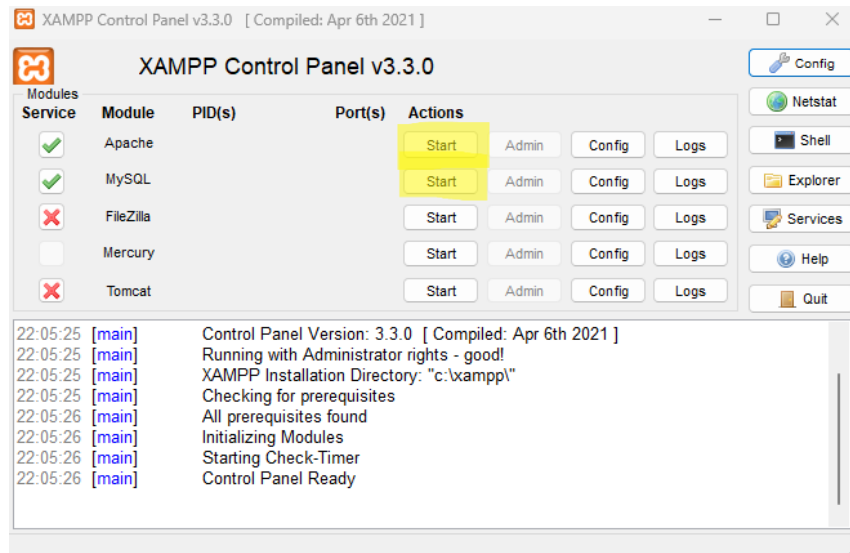 XAMPP Control Panel v3.3.0 [ Compiled: Apr 6th 2021 ]
XAMPP Control Panel v3.3.0
Config
Modules
Service Module PID(s) Port(s) Actions
Netstat
Apache Start Admin Config Logs
Shell
MySQL Start Admin Config Logs
Explorer
FileZilla Start Admin Config Logs
Services
Mercury Start Admin Config Logs
Help
Tomcat Start Admin Config Logs
Quit
22:05:25 [main] Control Panel Version: 3.3.0 [ Compiled: Apr 6th 2021 ]
22:05:25 [main] Running with Administrator rights - good!
22:05:25 [main] XAMPP Installation Directory: "c:\xampp\"
22:05:25 [main] Checking for prerequisites
22:05:26 [main] All prerequisites found
22:05:26 [main] Initializing Modules
22:05:26 [main] Starting Check-Timer
22:05:26 [main] Control Panel Ready